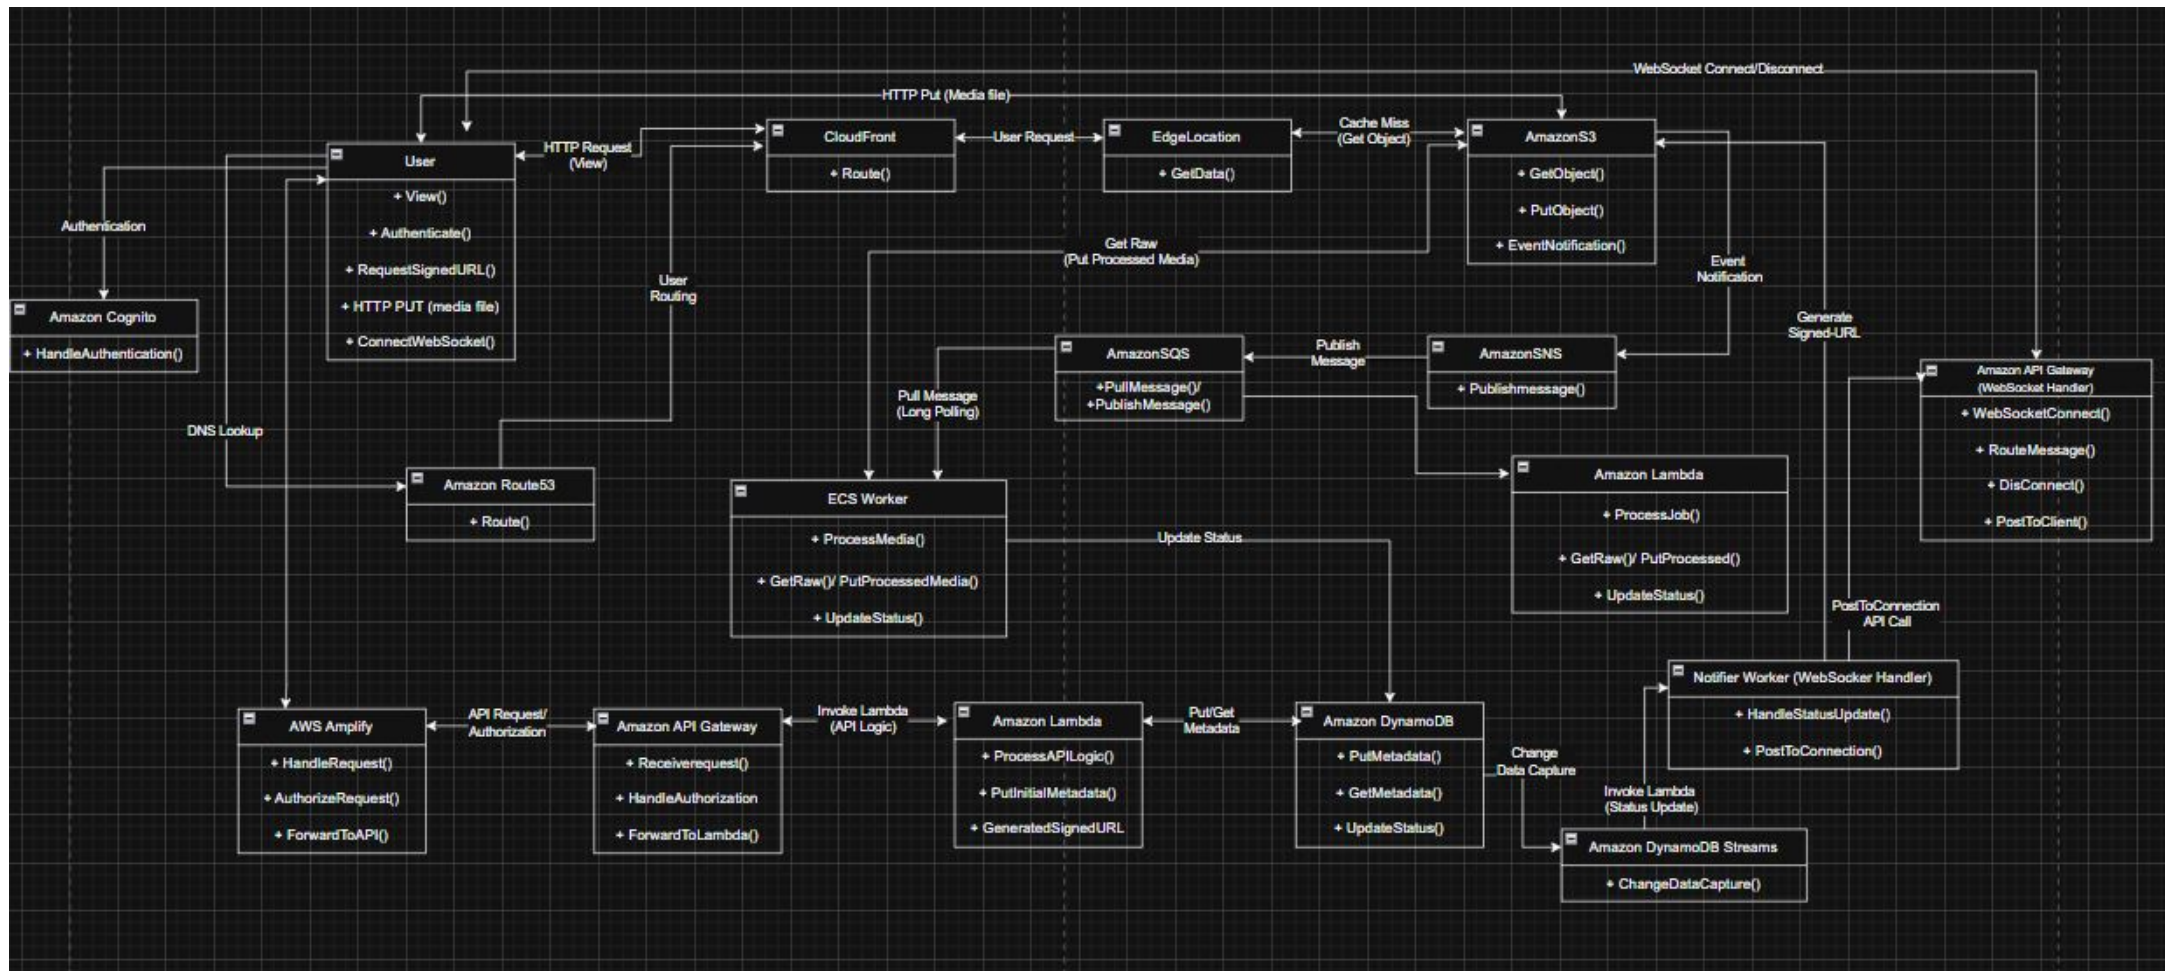 WebSocket Connect/Disconnect
HTTP Put (Media file)
CloudFront
+ Route()
User Request
EdgeLocation
+ GetData()
Cache Miss
(Get Object)
AmazonS3
+ GetObject()
+ PutObject()
+ EventNotification()
HTTP Request
(View)
User
+ View()
+ Authenticate()
+ RequestSignedURL()
+ HTTP PUT (media file)
+ ConnectWebSocket()
Authentication
Amazon Cognito
+ HandleAuthentication()
Get Raw
(Put Processed Media)
User
Routing
Event
Notification
Generate
Signed-URL
AmazonSQS
+PullMessage()/
+PublishMessage()
Publish
Message
AmazonSNS
+ Publishmessage()
Amazon API Gateway
(WebSocket Handler)
+ WebSocketConnect()
+ RouteMessage()
+ DisConnect()
+ PostToClient()
Pull Message
(Long Polling)
DNS Lookup
Amazon Route53
+ Route()
ECS Worker
+ ProcessMedia()
+ GetRaw()/ PutProcessedMedia()
+ UpdateStatus()
Update Status
Amazon Lambda
+ ProcessJob()
+ GetRaw()/ PutProcessed()
+ UpdateStatus()
PostToConnection
API Call
Notifier Worker (WebSocker Handler)
+ HandleStatusUpdate()
+ PostToConnection()
AWS Amplify
+ HandleRequest()
+ AuthorizeRequest()
+ ForwardToAPI()
API Request/
Authorization
Amazon API Gateway
+ Receiverequest()
+ HandleAuthorization
+ ForwardToLambda()
Invoke Lambda
(API Logic)
Amazon Lambda
+ ProcessAPILogic()
+ PutInitialMetadata()
+ GeneratedSignedURL
Put/Get
Metadata
Amazon DynamoDB
+ PutMetadata()
+ GetMetadata()
+ UpdateStatus()
Change
Data Capture
Invoke Lambda
(Status Update)
Amazon DynamoDB Streams
+ ChangeDataCapture()